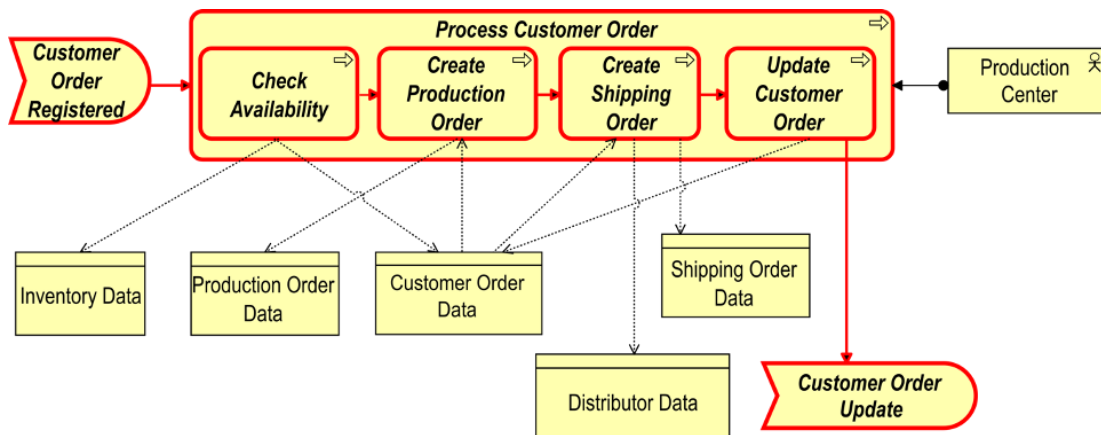 Process Customer Order
Customer
Order
Registered
Check
Availability
Create
Production
Order
Create
Shipping
Order
Update
Customer
Order
Production
Center
Inventory Data
Production Order
Data
Customer Order
Data
Shipping Order
Data
Distributor Data
Customer Order
Update